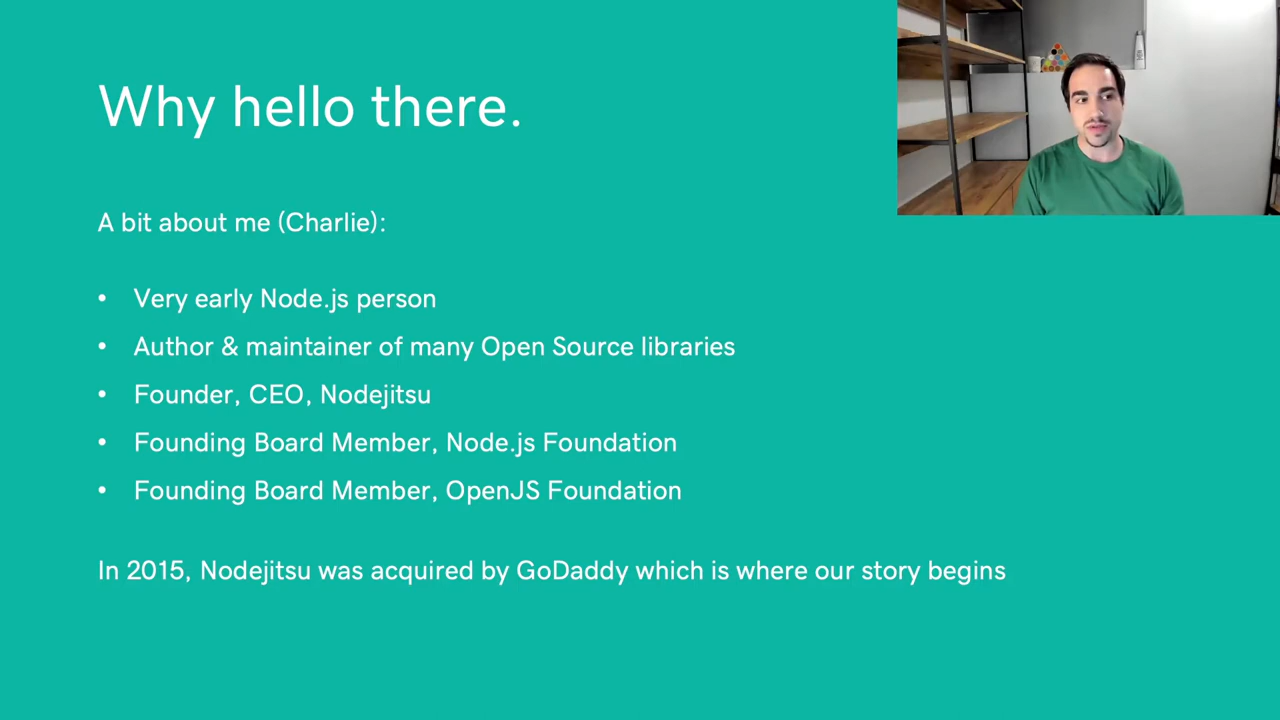 Why hello there.
A bit about me (Charlie):
• Very early Node.js person
• Author & maintainer of many Open Source libraries
• Founder, CEO, Nodejitsu
• Founding Board Member, Node.js Foundation
• Founding Board Member, OpenJS Foundation
In 2015, Nodejitsu was acquired by GoDaddy which is where our story begins